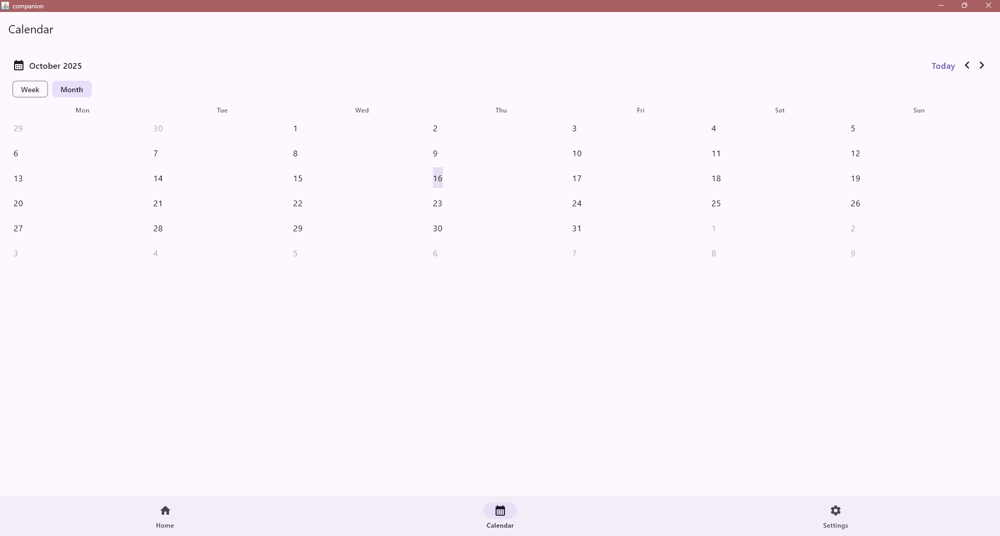 companion
Calendar
October 2025 Today
Week Month
Mon Tue Wed Thu Fri Sat Sun
29 30 1 2 3 4 5
6 7 8 9 10 11 12
13 14 15 16 17 18 19
20 21 22 23 24 25 26
27 28 29 30 31 1 2
3 4 5 6 7 8 9
Home Calendar Settings